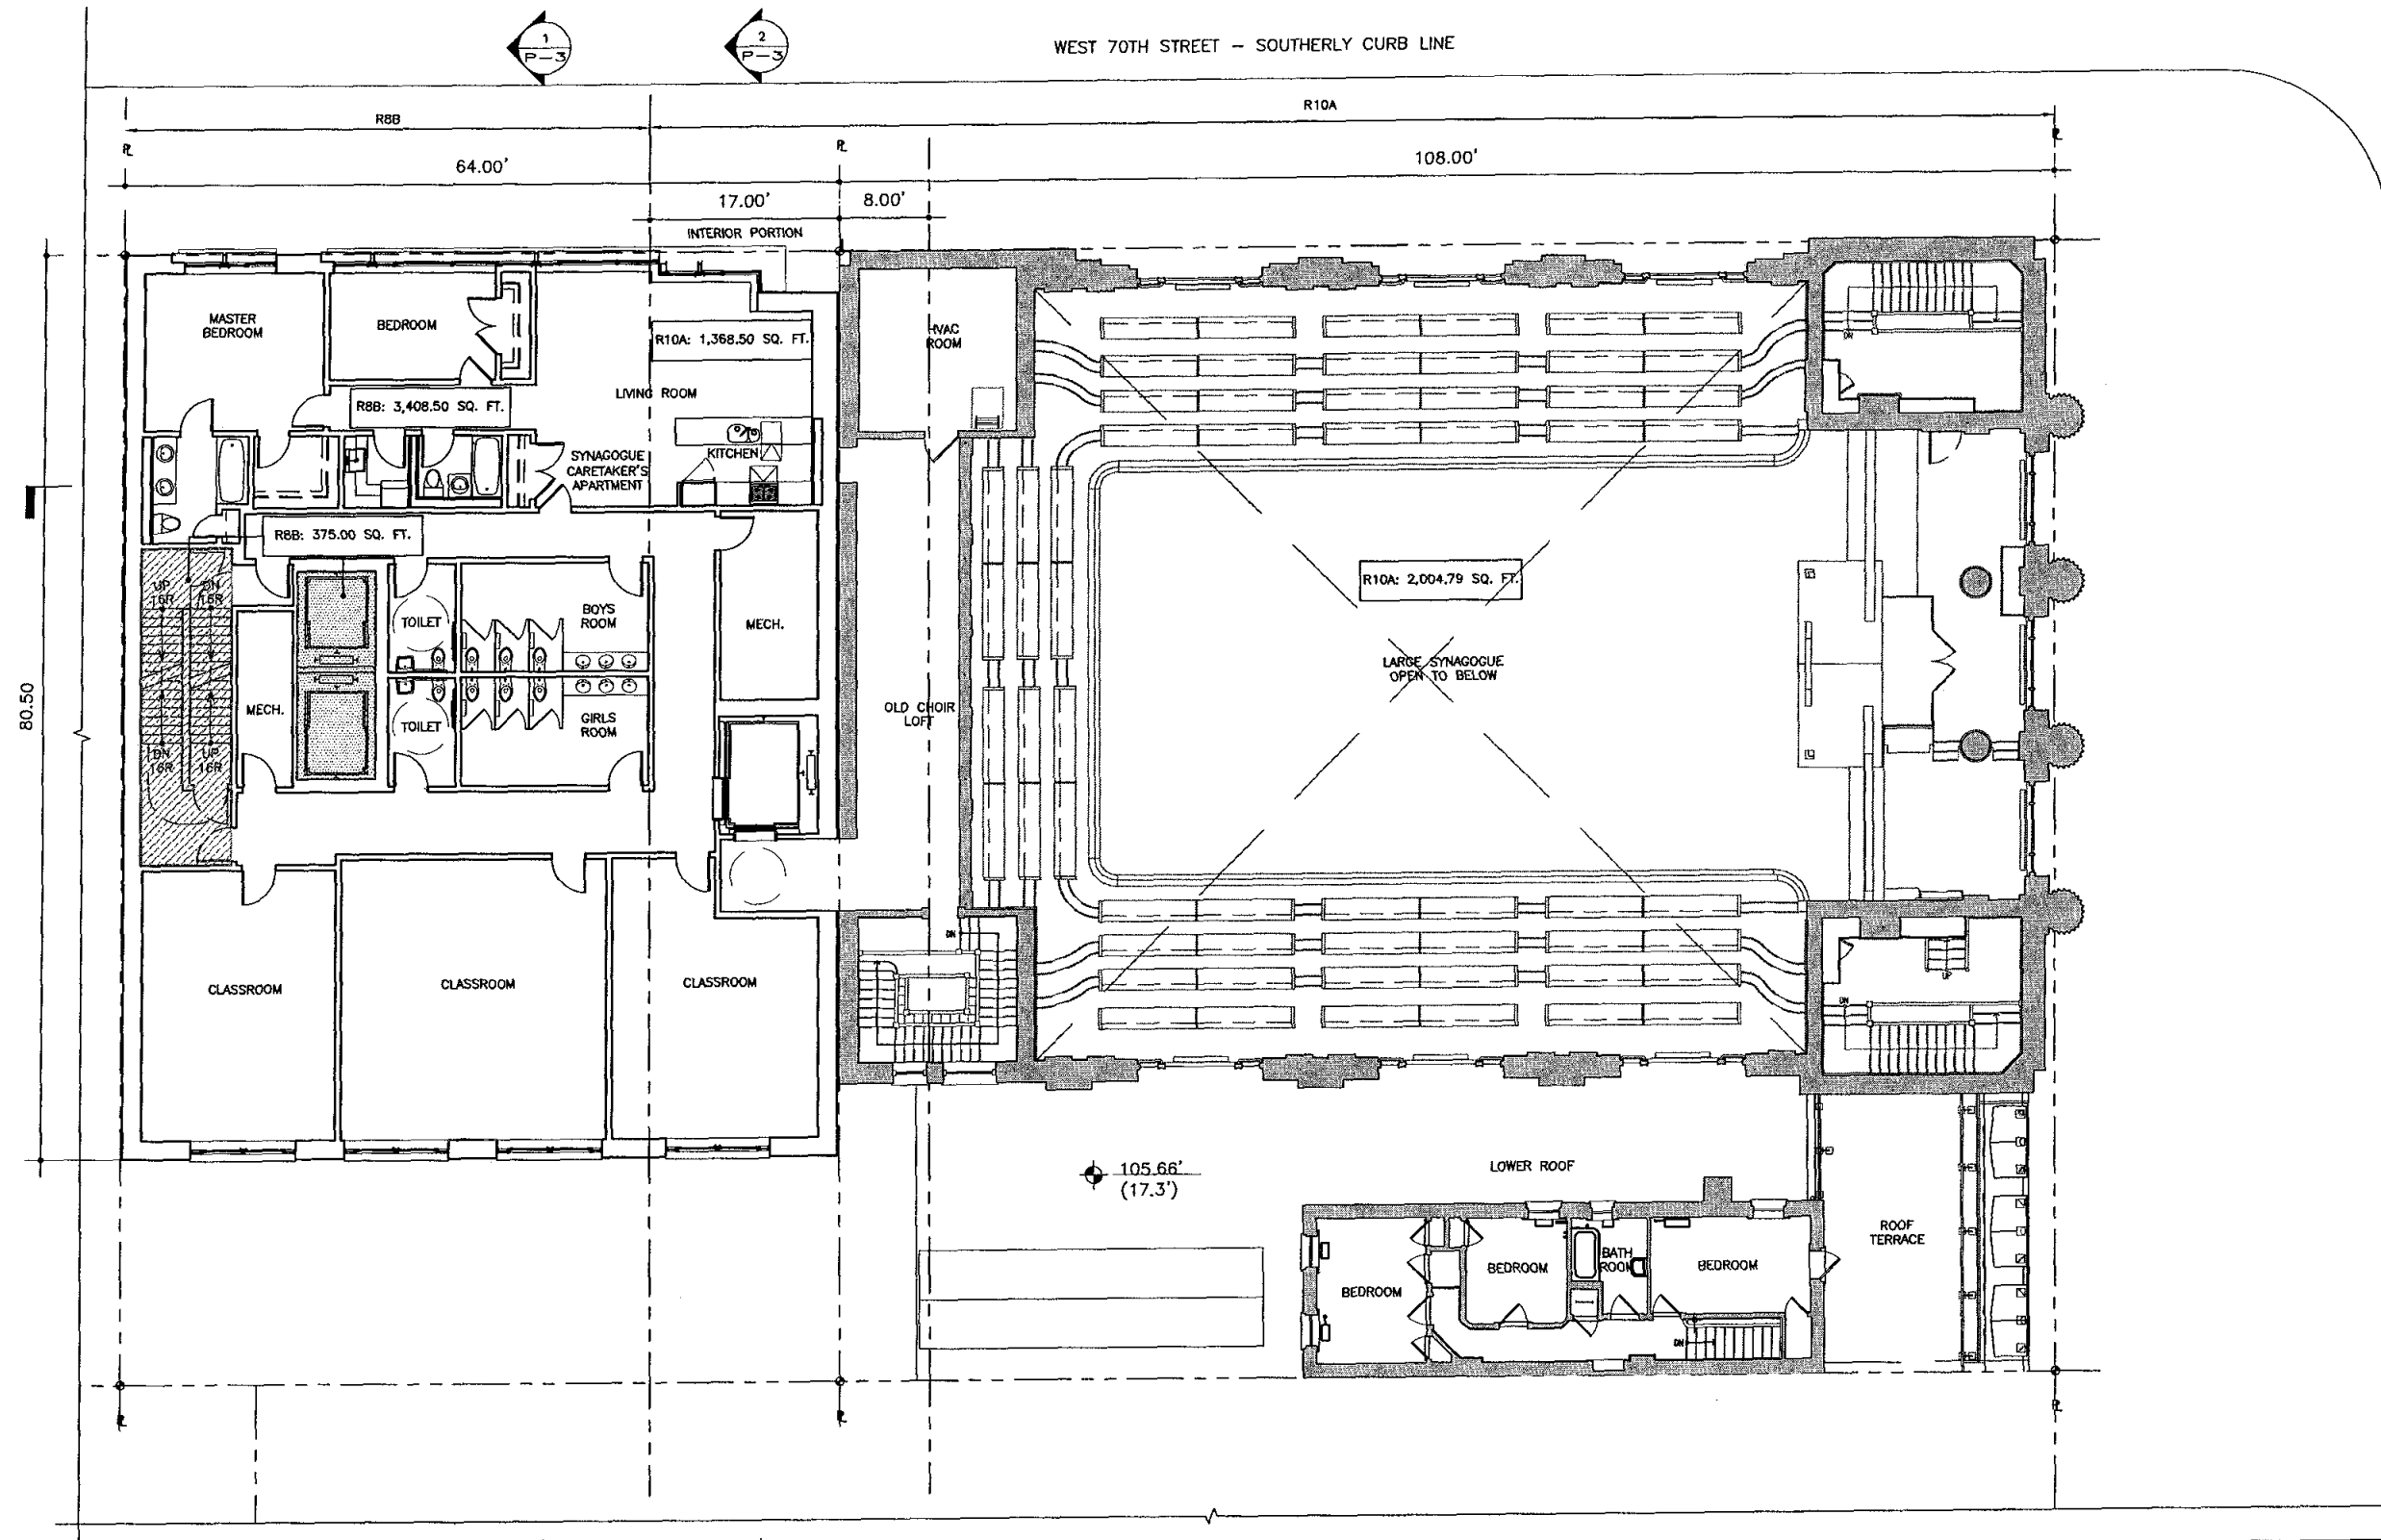 1
P-3
2
P-3
WEST 70TH STREET - SOUTHERLY CURB LINE
R8B
R10A
64.00'
108.00'
17.00'
8.00'
INTERIOR PORTION
MASTER
BEDROOM
BEDROOM
R10A: 1,368.50 SQ. FT.
HVAC
ROOM
DN
R8B: 3,408.50 SQ. FT.
LIVING ROOM
KITCHEN
SYNAGOGUE
CARETAKER'S
APARTMENT
R8B: 375.00 SQ. FT.
UP
16R
DN
16R
TOILET
BOYS
ROOM
MECH.
R10A: 2,004.79 SQ. FT.
LARGE SYNAGOGUE
OPEN TO BELOW
80.50
MECH.
TOILET
GIRLS
ROOM
OLD CHOIR
LOFT
DN
16R
UP
16R
DN
CLASSROOM
CLASSROOM
CLASSROOM
UP
DN
105.66'
(17.3')
LOWER ROOF
ROOF
TERRACE
BEDROOM
BEDROOM
BATH
ROOM
BEDROOM
DN